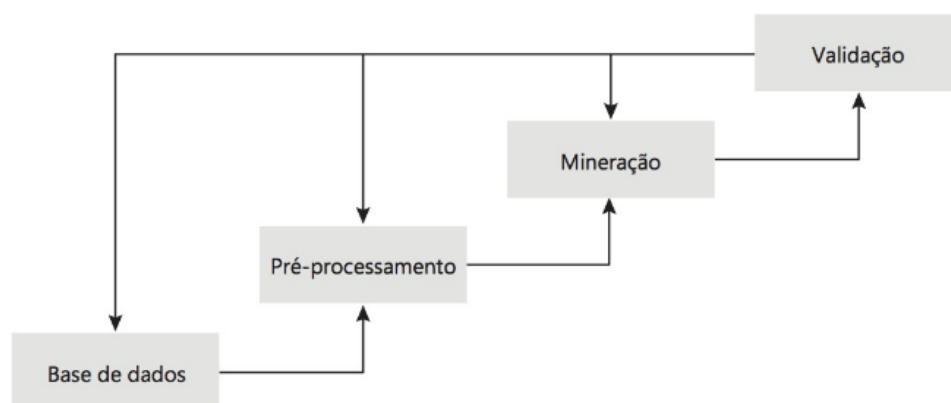 Validação
Mineração
Pré-processamento
Base de dados